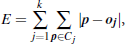 E = \sum_{j=1}^{k} \sum_{p \in C_j} |p - o_j|,